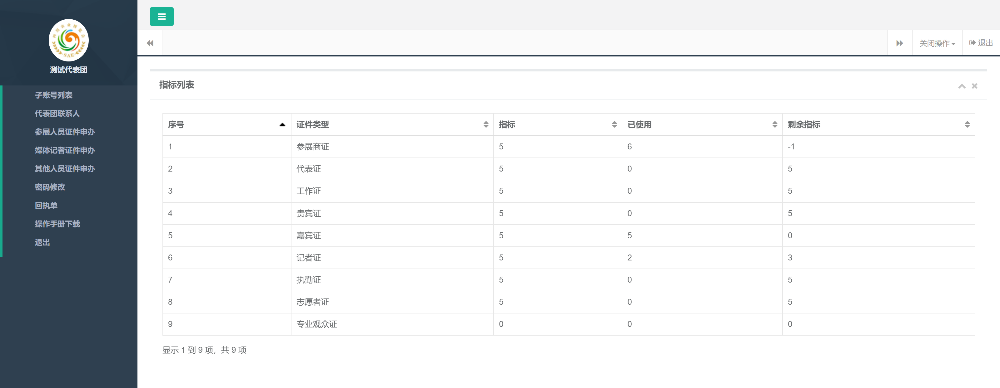 SAE
测试代表团
子账号列表
代表团联系人
参展人员证件申办
媒体记者证件申办
其他人员证件申办
密码修改
回执单
操作手册下载
退出
关闭操作
退出
指标列表
序号 证件类型 指标 已使用 剩余指标
1 参展商证 5 6 -1
2 代表证 5 0 5
3 工作证 5 0 5
4 贵宾证 5 0 5
5 嘉宾证 5 5 0
6 记者证 5 2 3
7 执勤证 5 0 5
8 志愿者证 5 0 5
9 专业观众证 0 0 0
显示 1 到 9 项，共 9 项